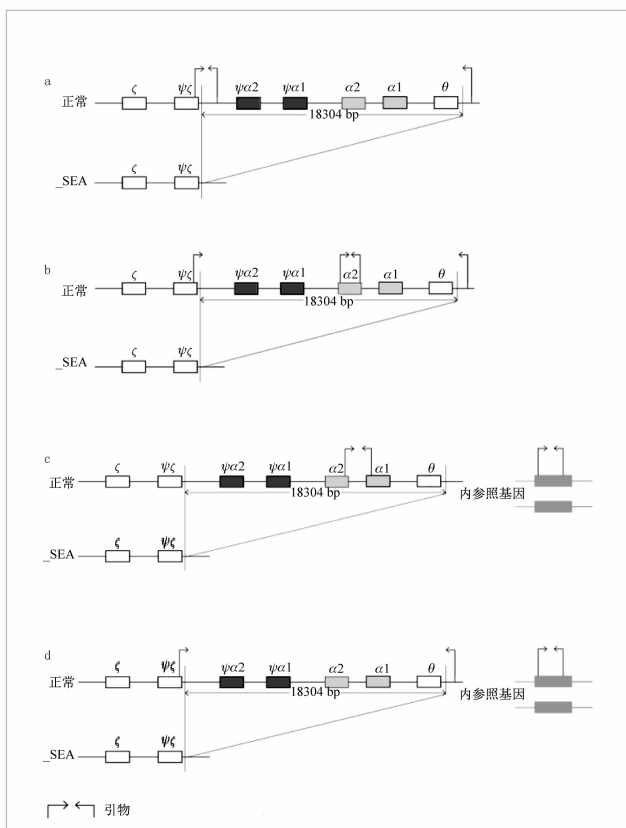 a
正常 ζ ψζ ψα2 ψα1 α2 α1 θ
18304 bp
_SEA ζ ψζ
b
正常 ζ ψζ ψα2 ψα1 α2 α1 θ
18304 bp
_SEA ζ ψζ
c
正常 ζ ψζ ψα2 ψα1 α2 α1 θ 内参照基因
18304 bp
_SEA ζ ψζ
d
正常 ζ ψζ ψα2 ψα1 α2 α1 θ 内参照基因
18304 bp
_SEA ζ ψζ
引物